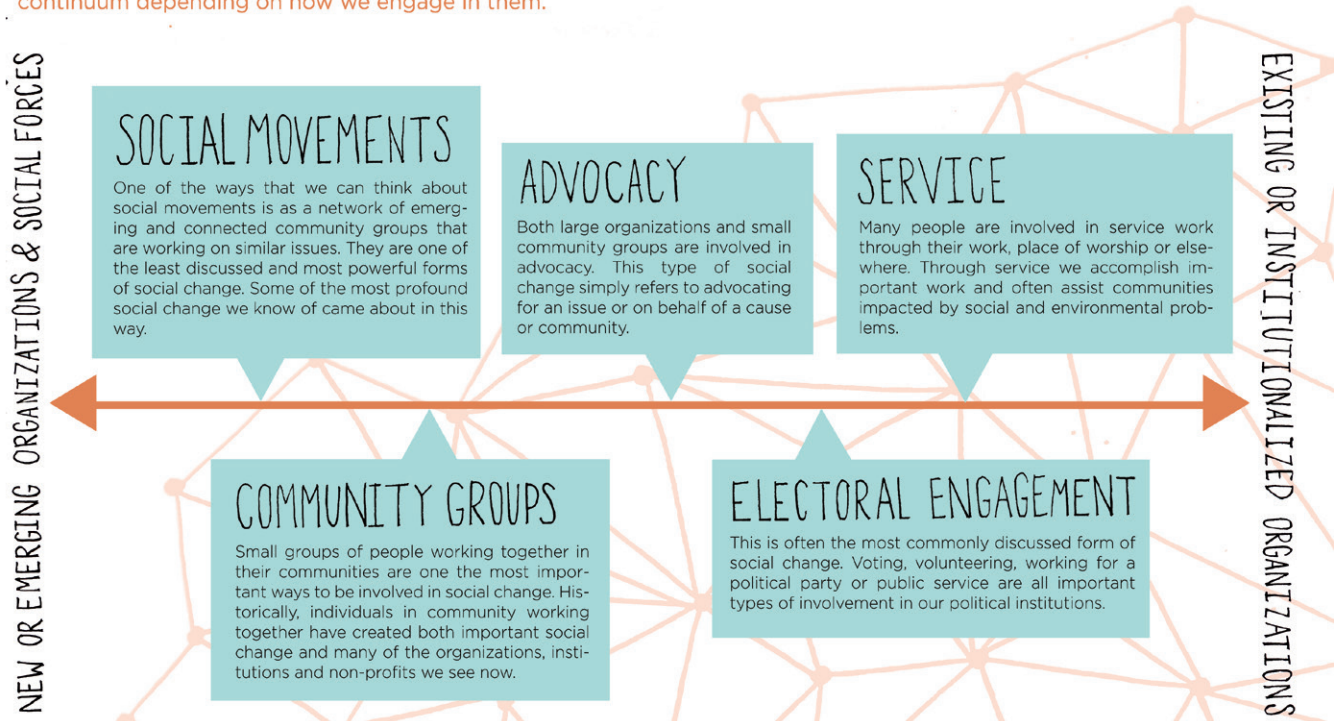 continuum depending on how we engage in them.
NEW OR EMERGING ORGANIZATIONS & SOCIAL FORCES
SOCIAL MOVEMENTS
One of the ways that we can think about
social movements is as a network of emerg-
ing and connected community groups that
are working on similar issues. They are one of
the least discussed and most powerful forms
of social change. Some of the most profound
social change we know of came about in this
way.
ADVOCACY
Both large organizations and small
community groups are involved in
advocacy. This type of social
change simply refers to advocating
for an issue or on behalf of a cause
or community.
SERVICE
Many people are involved in service work
through their work, place of worship or else-
where. Through service we accomplish im-
portant work and often assist communities
impacted by social and environmental prob-
lems.
COMMUNITY GROUPS
Small groups of people working together in
their communities are one the most impor-
tant ways to be involved in social change. His-
torically, individuals in community working
together have created both important social
change and many of the organizations, insti-
tutions and non-profits we see now.
ELECTORAL ENGAGEMENT
This is often the most commonly discussed form of
social change. Voting, volunteering, working for a
political party or public service are all important
types of involvement in our political institutions.
EXISTING OR INSTITUTIONALIZED ORGANIZATIONS